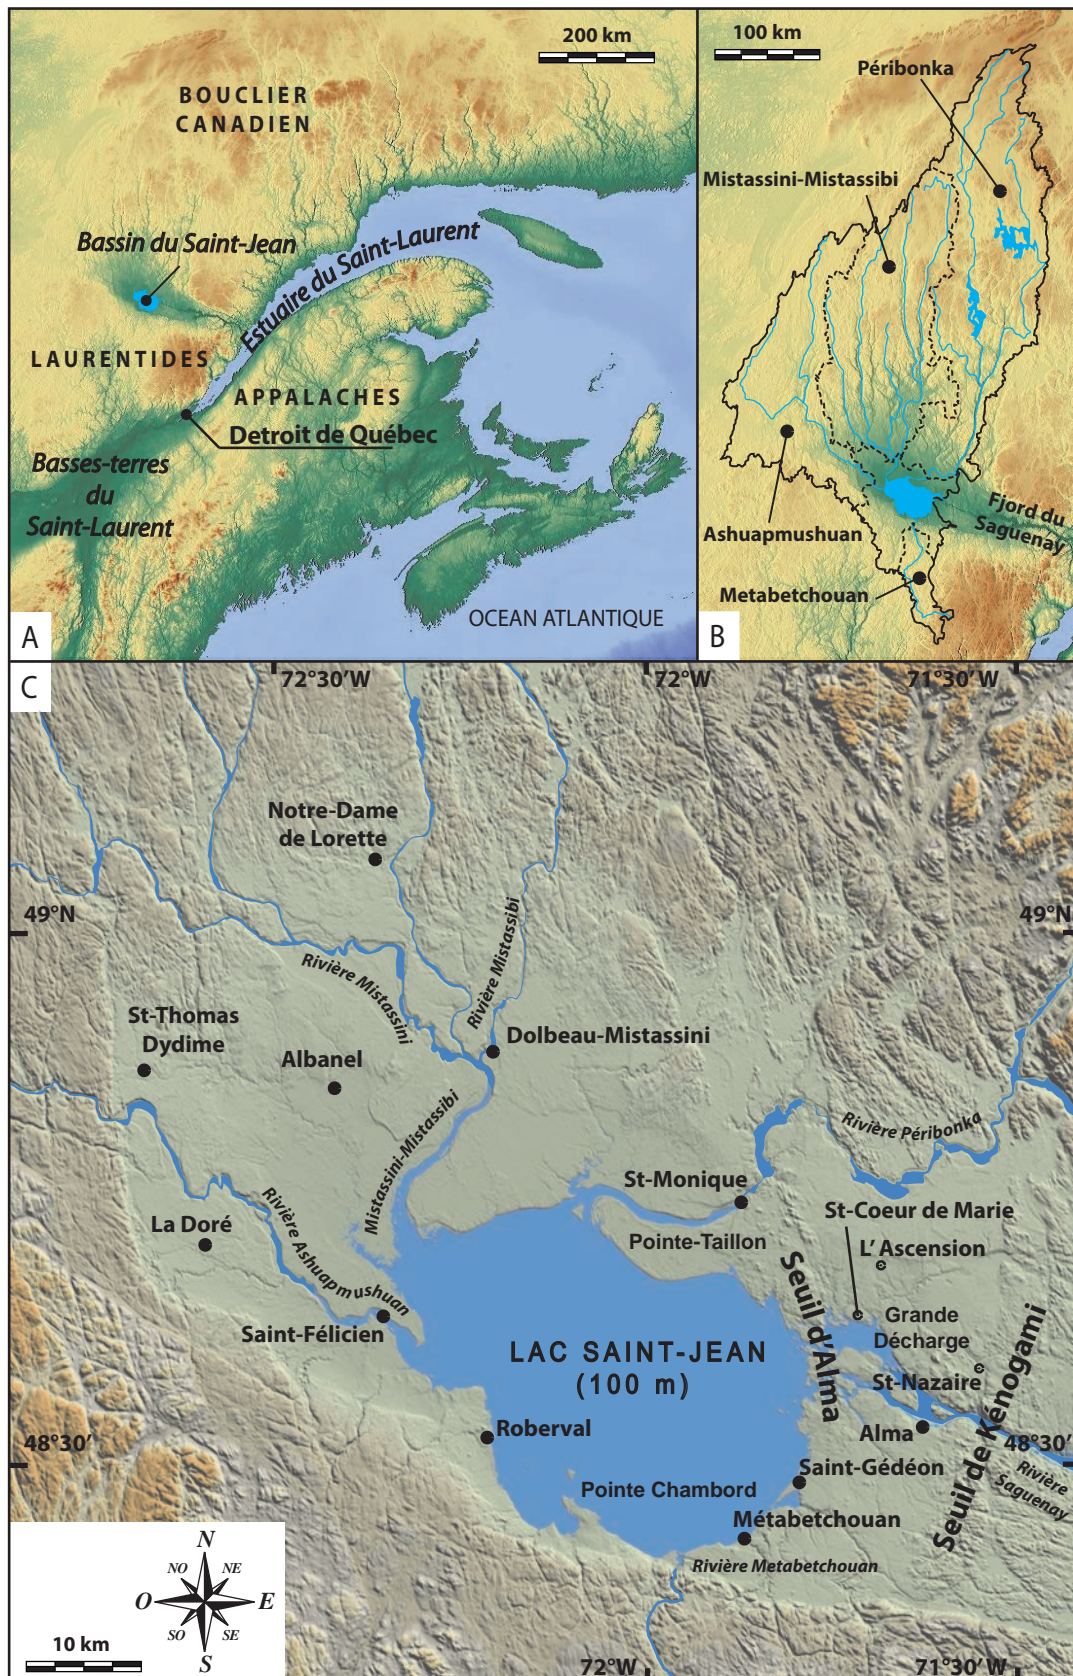 200 km
BOUCLIER
CANADIEN
Bassin du Saint-Jean
Estuaire du Saint-Laurent
LAURENTIDES
APPALACHES
Detroit de Québec
Basses-terres
du
Saint-Laurent
OCEAN ATLANTIQUE
A
100 km
Péribonka
Mistassini-Mistassibi
Ashuapmushuan
Metabetchouan
Fjord du
Saguenay
B
C
72°30’W
72°W
71°30’W
Notre-Dame
de Lorette
49°N
49°N
Rivière Mistassini
Rivière Mistassibi
St-Thomas
Dydime
Albanel
Dolbeau-Mistassini
Mistassini-Mistassibi
Rivière Péribonka
St-Monique
St-Coeur de Marie
La Doré
Rivière Ashuapmushuan
Pointe-Taillon
L’ Ascension
Seuil d’Alma
Saint-Félicien
Grande
Décharge
LAC SAINT-JEAN
(100 m)
St-Nazaire
Seuil de Kénogami
Roberval
Alma
48°30’
48°30’
Saint-Gédéon
Rivière
Saguenay
Pointe Chambord
Métabetchouan
Rivière Metabetchouan
N
NO
NE
O
E
SO
SE
S
10 km
72°W
71°30’W